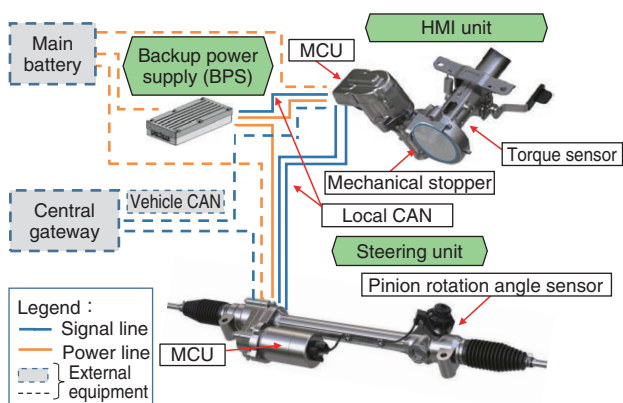 Main
battery
Backup power
supply (BPS)
MCU
HMI unit
Torque sensor
Mechanical stopper
Vehicle CAN
Local CAN
Central
gateway
Steering unit
Pinion rotation angle sensor
MCU
Legend：
Signal line
Power line
External
equipment